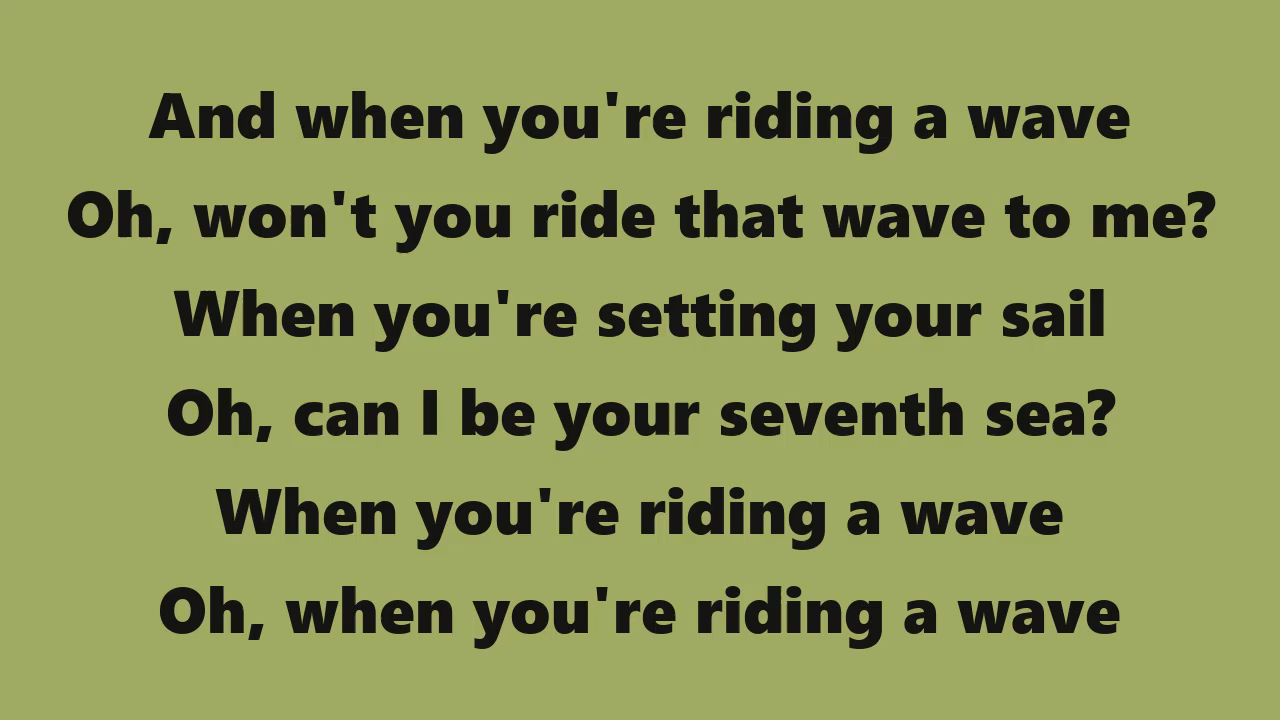 And when you're riding a wave
Oh, won't you ride that wave to me?
When you're setting your sail
Oh, can I be your seventh sea?
When you're riding a wave
Oh, when you're riding a wave